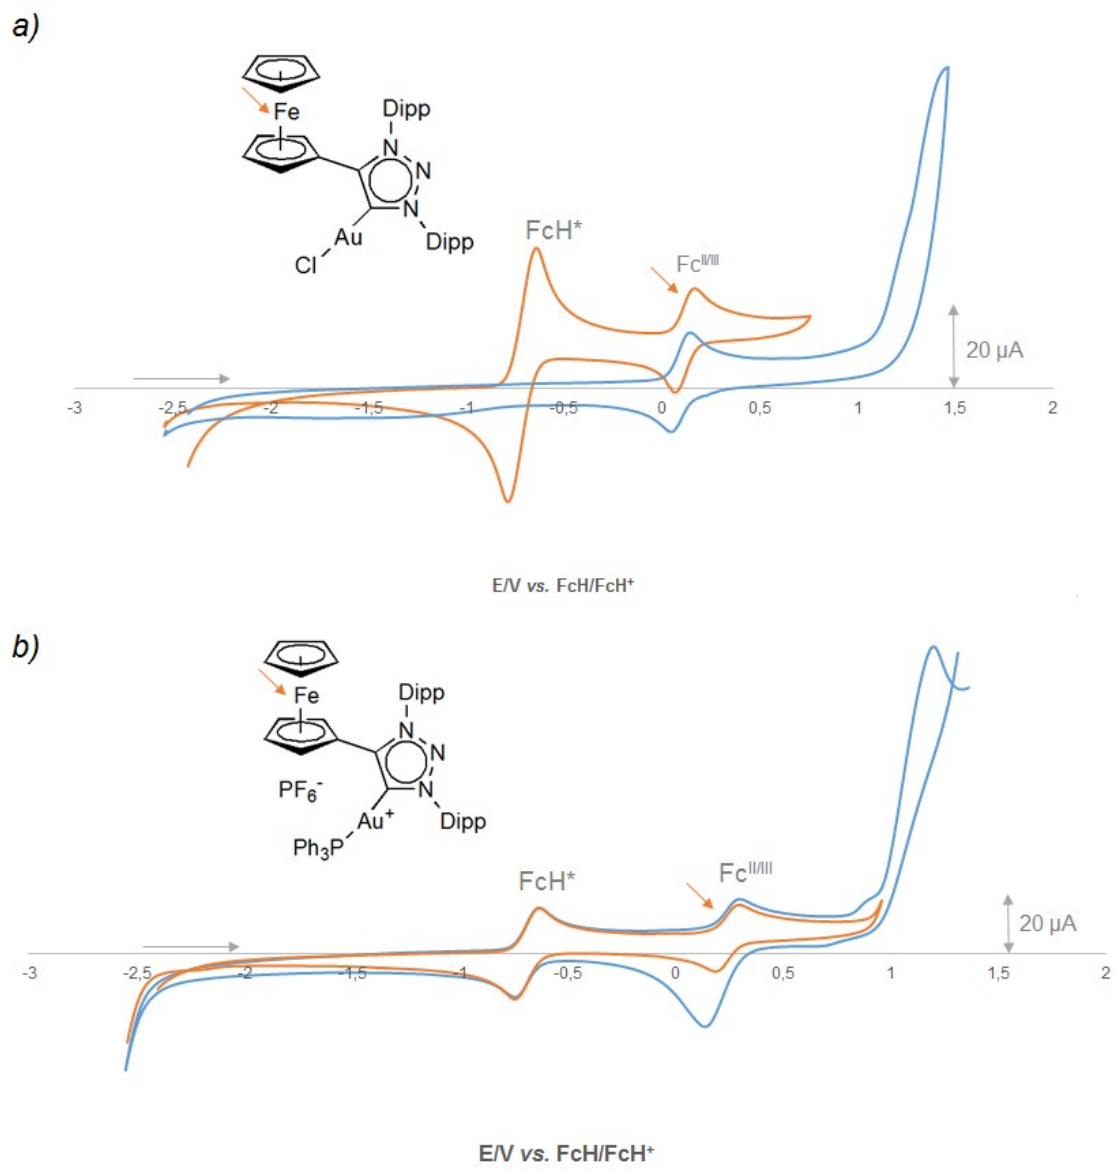 a)
Fe
Dipp
N
N
N
Au
Dipp
Cl
FcH*
Fc^II/III
20 µA
-3 -2,5 -2 -1,5 -1 -0,5 0 0,5 1 1,5 2
E/V vs. FcH/FcH+
b)
Fe
Dipp
N
N
N
PF6-
Au+
Dipp
Ph3P
FcH*
Fc^II/III
20 µA
-3 -2,5 -2 -1,5 -1 -0,5 0 0,5 1 1,5 2
E/V vs. FcH/FcH+